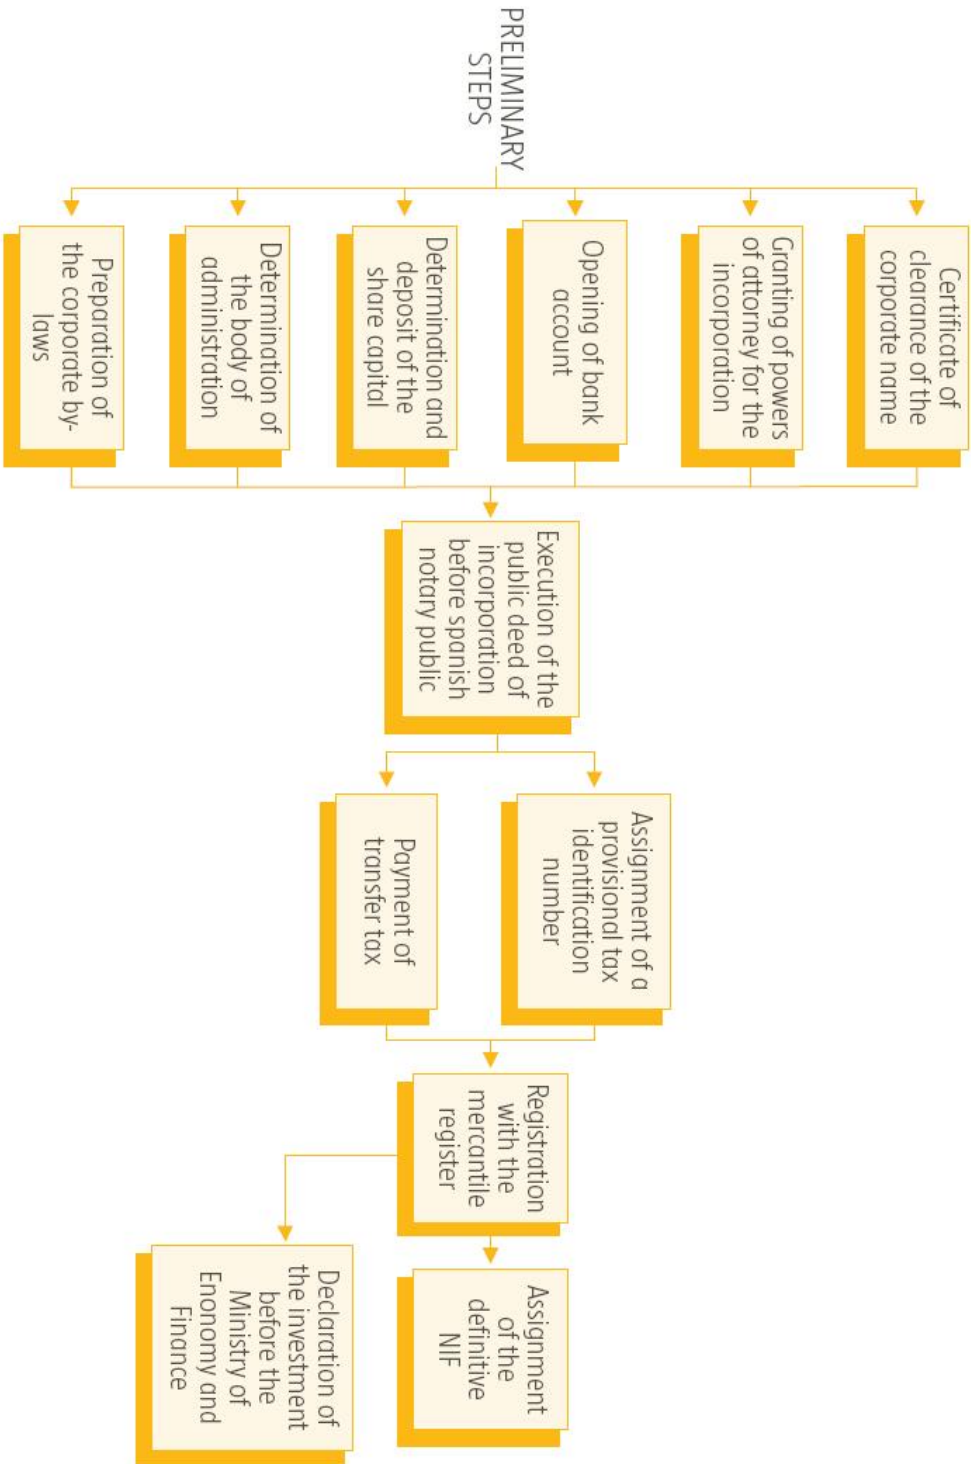 PRELIMINARY
STEPS
Certificate of
clearance of the
corporate name
Granting of powers
of attorney for the
incorporation
Opening of bank
account
Determination and
deposit of the
share capital
Determination of
the body of
administration
Preparation of
the corporate by-
laws
Execution of the
public deed of
incorporation
before spanish
notary public
Assignment of a
provisional tax
identification
number
Payment of
transfer tax
Registration
with the
mercantile
register
Assignment
of the
definitive
NIF
Declaration of
the investment
before the
Ministry of
Enonomy and
Finance